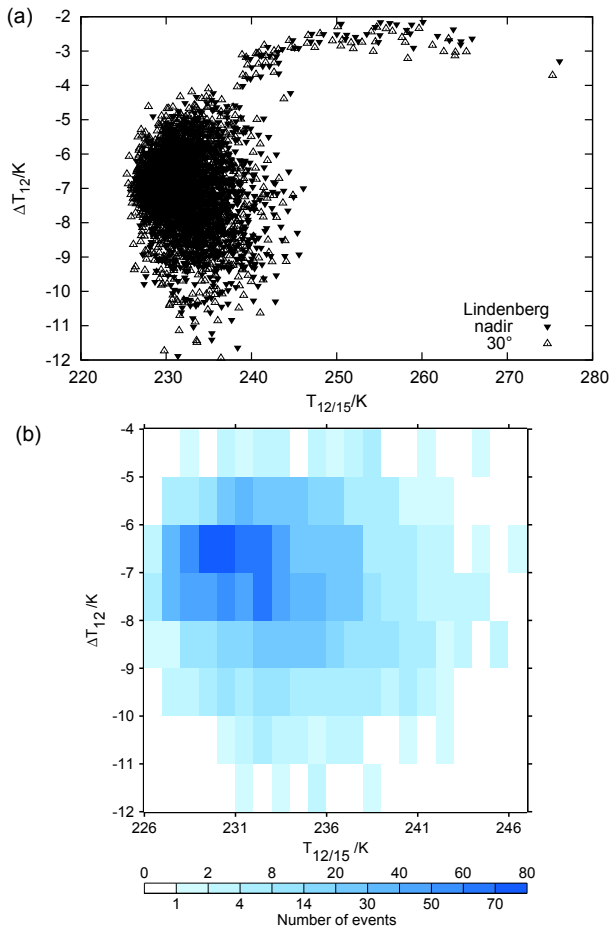 (a)
-2
-3
-4
-5
-6
-7
-8
-9
-10
-11
-12
ΔT12/K
Lindenberg
nadir
30°
220 230 240 250 260 270 280
T12/15/K
(b)
-4
-5
-6
-7
-8
-9
-10
-11
-12
ΔT12/K
226 231 236 241 246
T12/15/K
0 2 8 20 40 60 80
1 4 14 30 50 70
Number of events